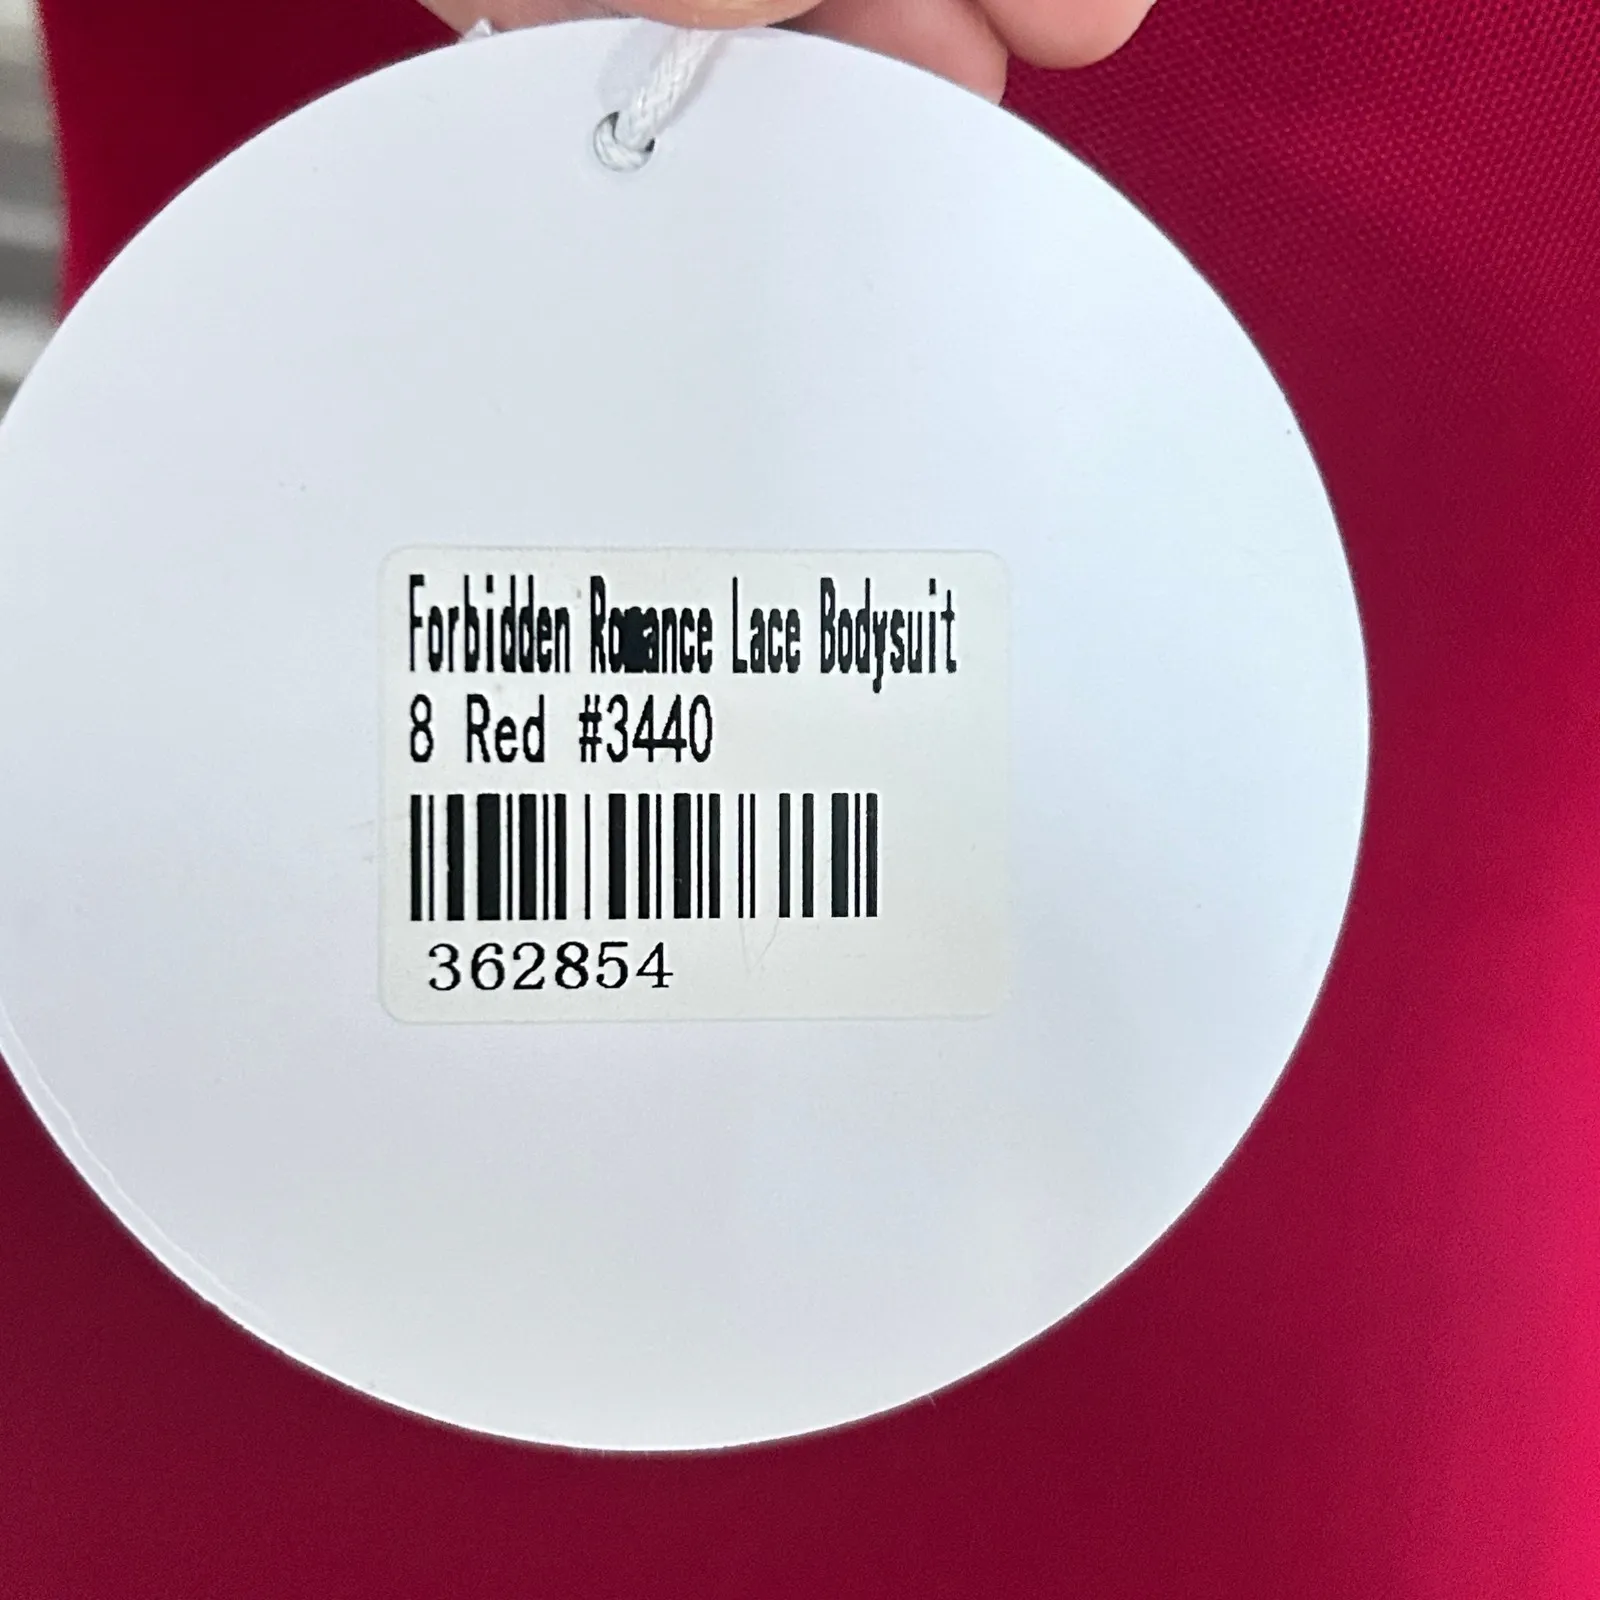 Forbidden Romance Lace Bodysuit
8 Red #3440
362854